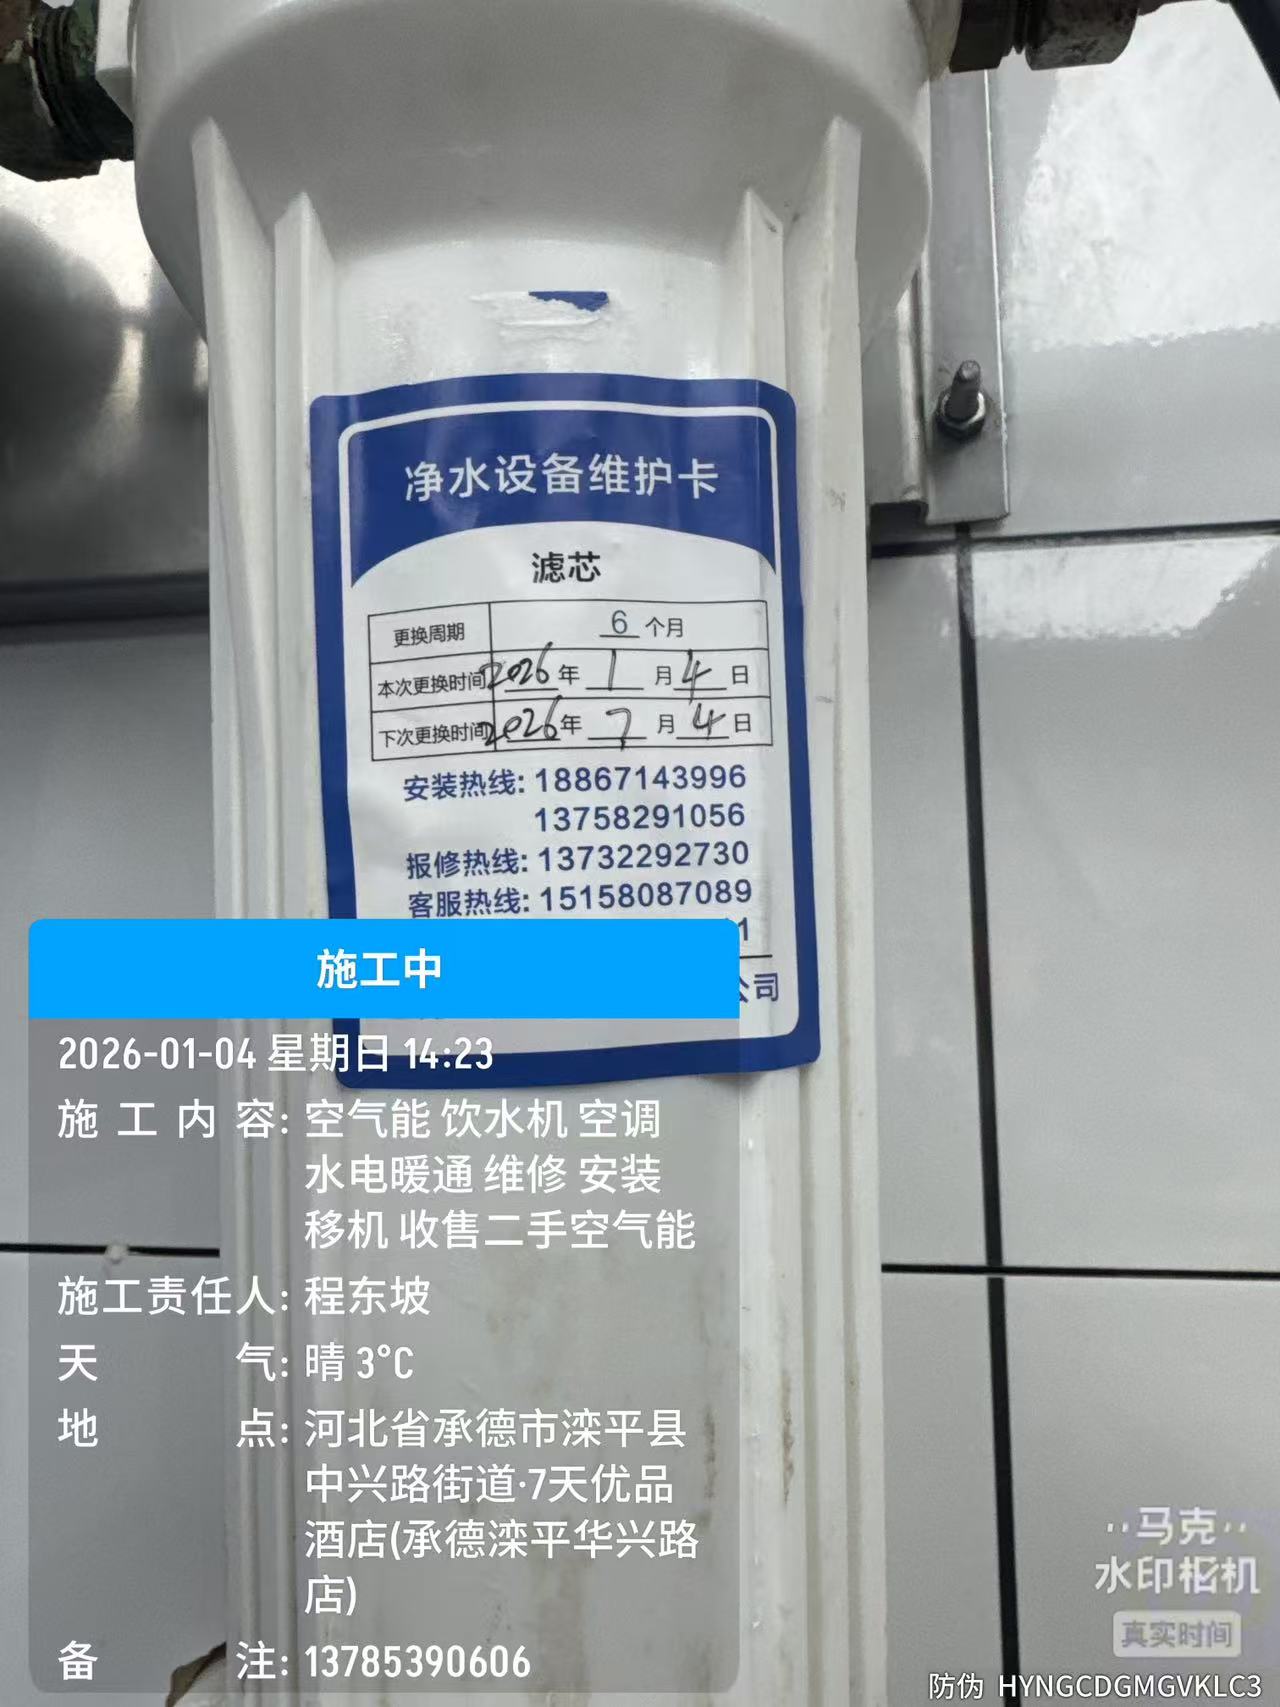 净水设备维护卡
滤芯
更换周期 6 个月
本次更换时间 2026 年 1 月 4 日
下次更换时间 2026 年 7 月 4 日
安装热线: 18867143996
13758291056
报修热线: 13732292730
客服热线: 15158087089
1
公司
施工中
2026-01-04 星期日 14:23
施工内容: 空气能 饮水机 空调
水电暖通 维修 安装
移机 收售二手空气能
施工责任人: 程东坡
天气: 晴 3°C
地点: 河北省承德市滦平县
中兴路街道·7天优品
酒店(承德滦平华兴路
店)
备注: 13785390606
马克
水印相机
真实时间
防伪 HYNGCDGMGVKLC3